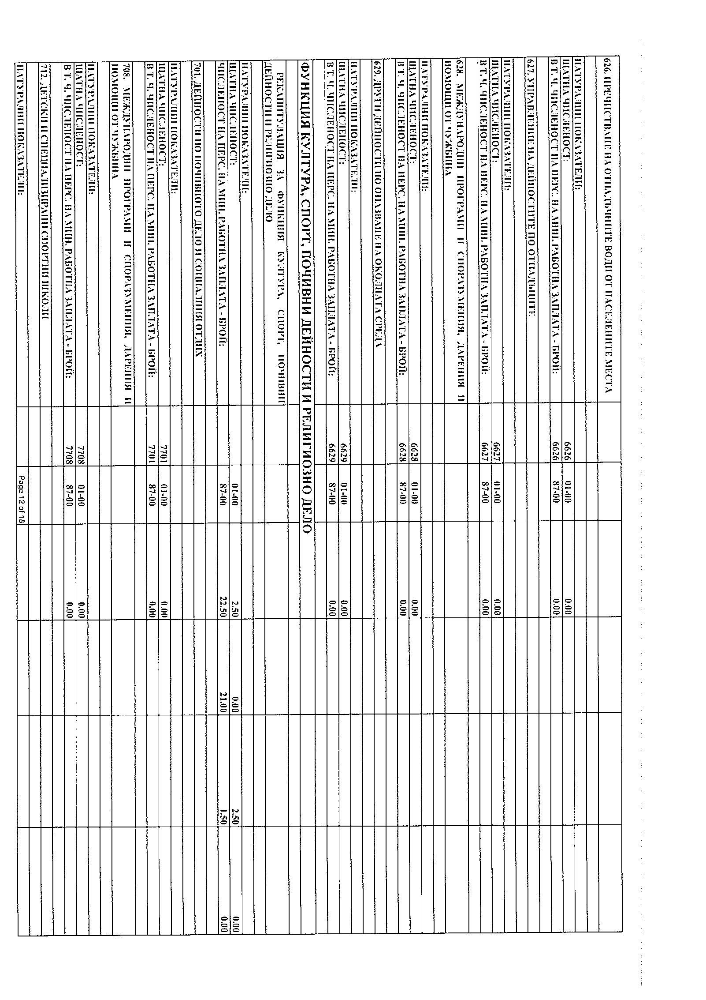 626. ПРЕЧИСТВАНЕ НА ОТПАДЪЧНИТЕ ВОДИ ОТ НАСЕЛЕНИТЕ МЕСТА
НАТУРАЛНИ ПОКАЗАТЕЛИ:
ЩАТНА ЧИСЛЕНОСТ: 6626 01-00 0.00
В Т. Ч. ЧИСЛЕНОСТ НА ПЕРС. НА МИН. РАБОТНА ЗАПЛАТА - БРОЙ: 6626 87-00 0.00
627. УПРАВЛЕНИЕ НА ДЕЙНОСТИТЕ ПО ОТПАДЪЦИТЕ
НАТУРАЛНИ ПОКАЗАТЕЛИ:
ЩАТНА ЧИСЛЕНОСТ: 6627 01-00 0.00
В Т. Ч. ЧИСЛЕНОСТ НА ПЕРС. НА МИН. РАБОТНА ЗАПЛАТА - БРОЙ: 6627 87-00 0.00
628. МЕЖДУНАРОДНИ ПРОГРАМИ И СПОРАЗУМЕНИЯ, ДАРЕНИЯ И
ПОМОЩИ ОТ ЧУЖБИНА
НАТУРАЛНИ ПОКАЗАТЕЛИ:
ЩАТНА ЧИСЛЕНОСТ: 6628 01-00 0.00
В Т. Ч. ЧИСЛЕНОСТ НА ПЕРС. НА МИН. РАБОТНА ЗАПЛАТА - БРОЙ: 6628 87-00 0.00
629. ДРУГИ ДЕЙНОСТИ ПО ОПАЗВАНЕ НА ОКОЛНАТА СРЕДА
НАТУРАЛНИ ПОКАЗАТЕЛИ:
ЩАТНА ЧИСЛЕНОСТ: 6629 01-00 0.00
В Т. Ч. ЧИСЛЕНОСТ НА ПЕРС. НА МИН. РАБОТНА ЗАПЛАТА - БРОЙ: 6629 87-00 0.00
ФУНКЦИЯ КУЛТУРА, СПОРТ, ПОЧИВНИ ДЕЙНОСТИ И РЕЛИГИОЗНО ДЕЛО
РЕКАПИТУЛАЦИЯ ЗА ФУНКЦИЯ КУЛТУРА, СПОРТ, ПОЧИВНИ
ДЕЙНОСТИ И РЕЛИГИОЗНО ДЕЛО
НАТУРАЛНИ ПОКАЗАТЕЛИ:
ЩАТНА ЧИСЛЕНОСТ: 01-00 2.50 0.00 2.50 0.00
ЧИСЛЕНОСТ НА ПЕРС. НА МИН. РАБОТНА ЗАПЛАТА - БРОЙ: 87-00 22.50 21.00 1.50 0.00
701. ДЕЙНОСТИ ПО ПОЧИВНОТО ДЕЛО И СОЦИАЛНИЯ ОТДИХ
НАТУРАЛНИ ПОКАЗАТЕЛИ:
ЩАТНА ЧИСЛЕНОСТ: 7701 01-00 0.00
В Т. Ч. ЧИСЛЕНОСТ НА ПЕРС. НА МИН. РАБОТНА ЗАПЛАТА - БРОЙ: 7701 87-00 0.00
708. МЕЖДУНАРОДНИ ПРОГРАМИ И СПОРАЗУМЕНИЯ, ДАРЕНИЯ И
ПОМОЩИ ОТ ЧУЖБИНА
НАТУРАЛНИ ПОКАЗАТЕЛИ:
ЩАТНА ЧИСЛЕНОСТ: 7708 01-00 0.00
В Т. Ч. ЧИСЛЕНОСТ НА ПЕРС. НА МИН. РАБОТНА ЗАПЛАТА - БРОЙ: 7708 87-00 0.00
712. ДЕТСКИ И СПЕЦИАЛИЗИРАНИ СПОРТНИ ШКОЛИ
НАТУРАЛНИ ПОКАЗАТЕЛИ:
Page 12 of 18